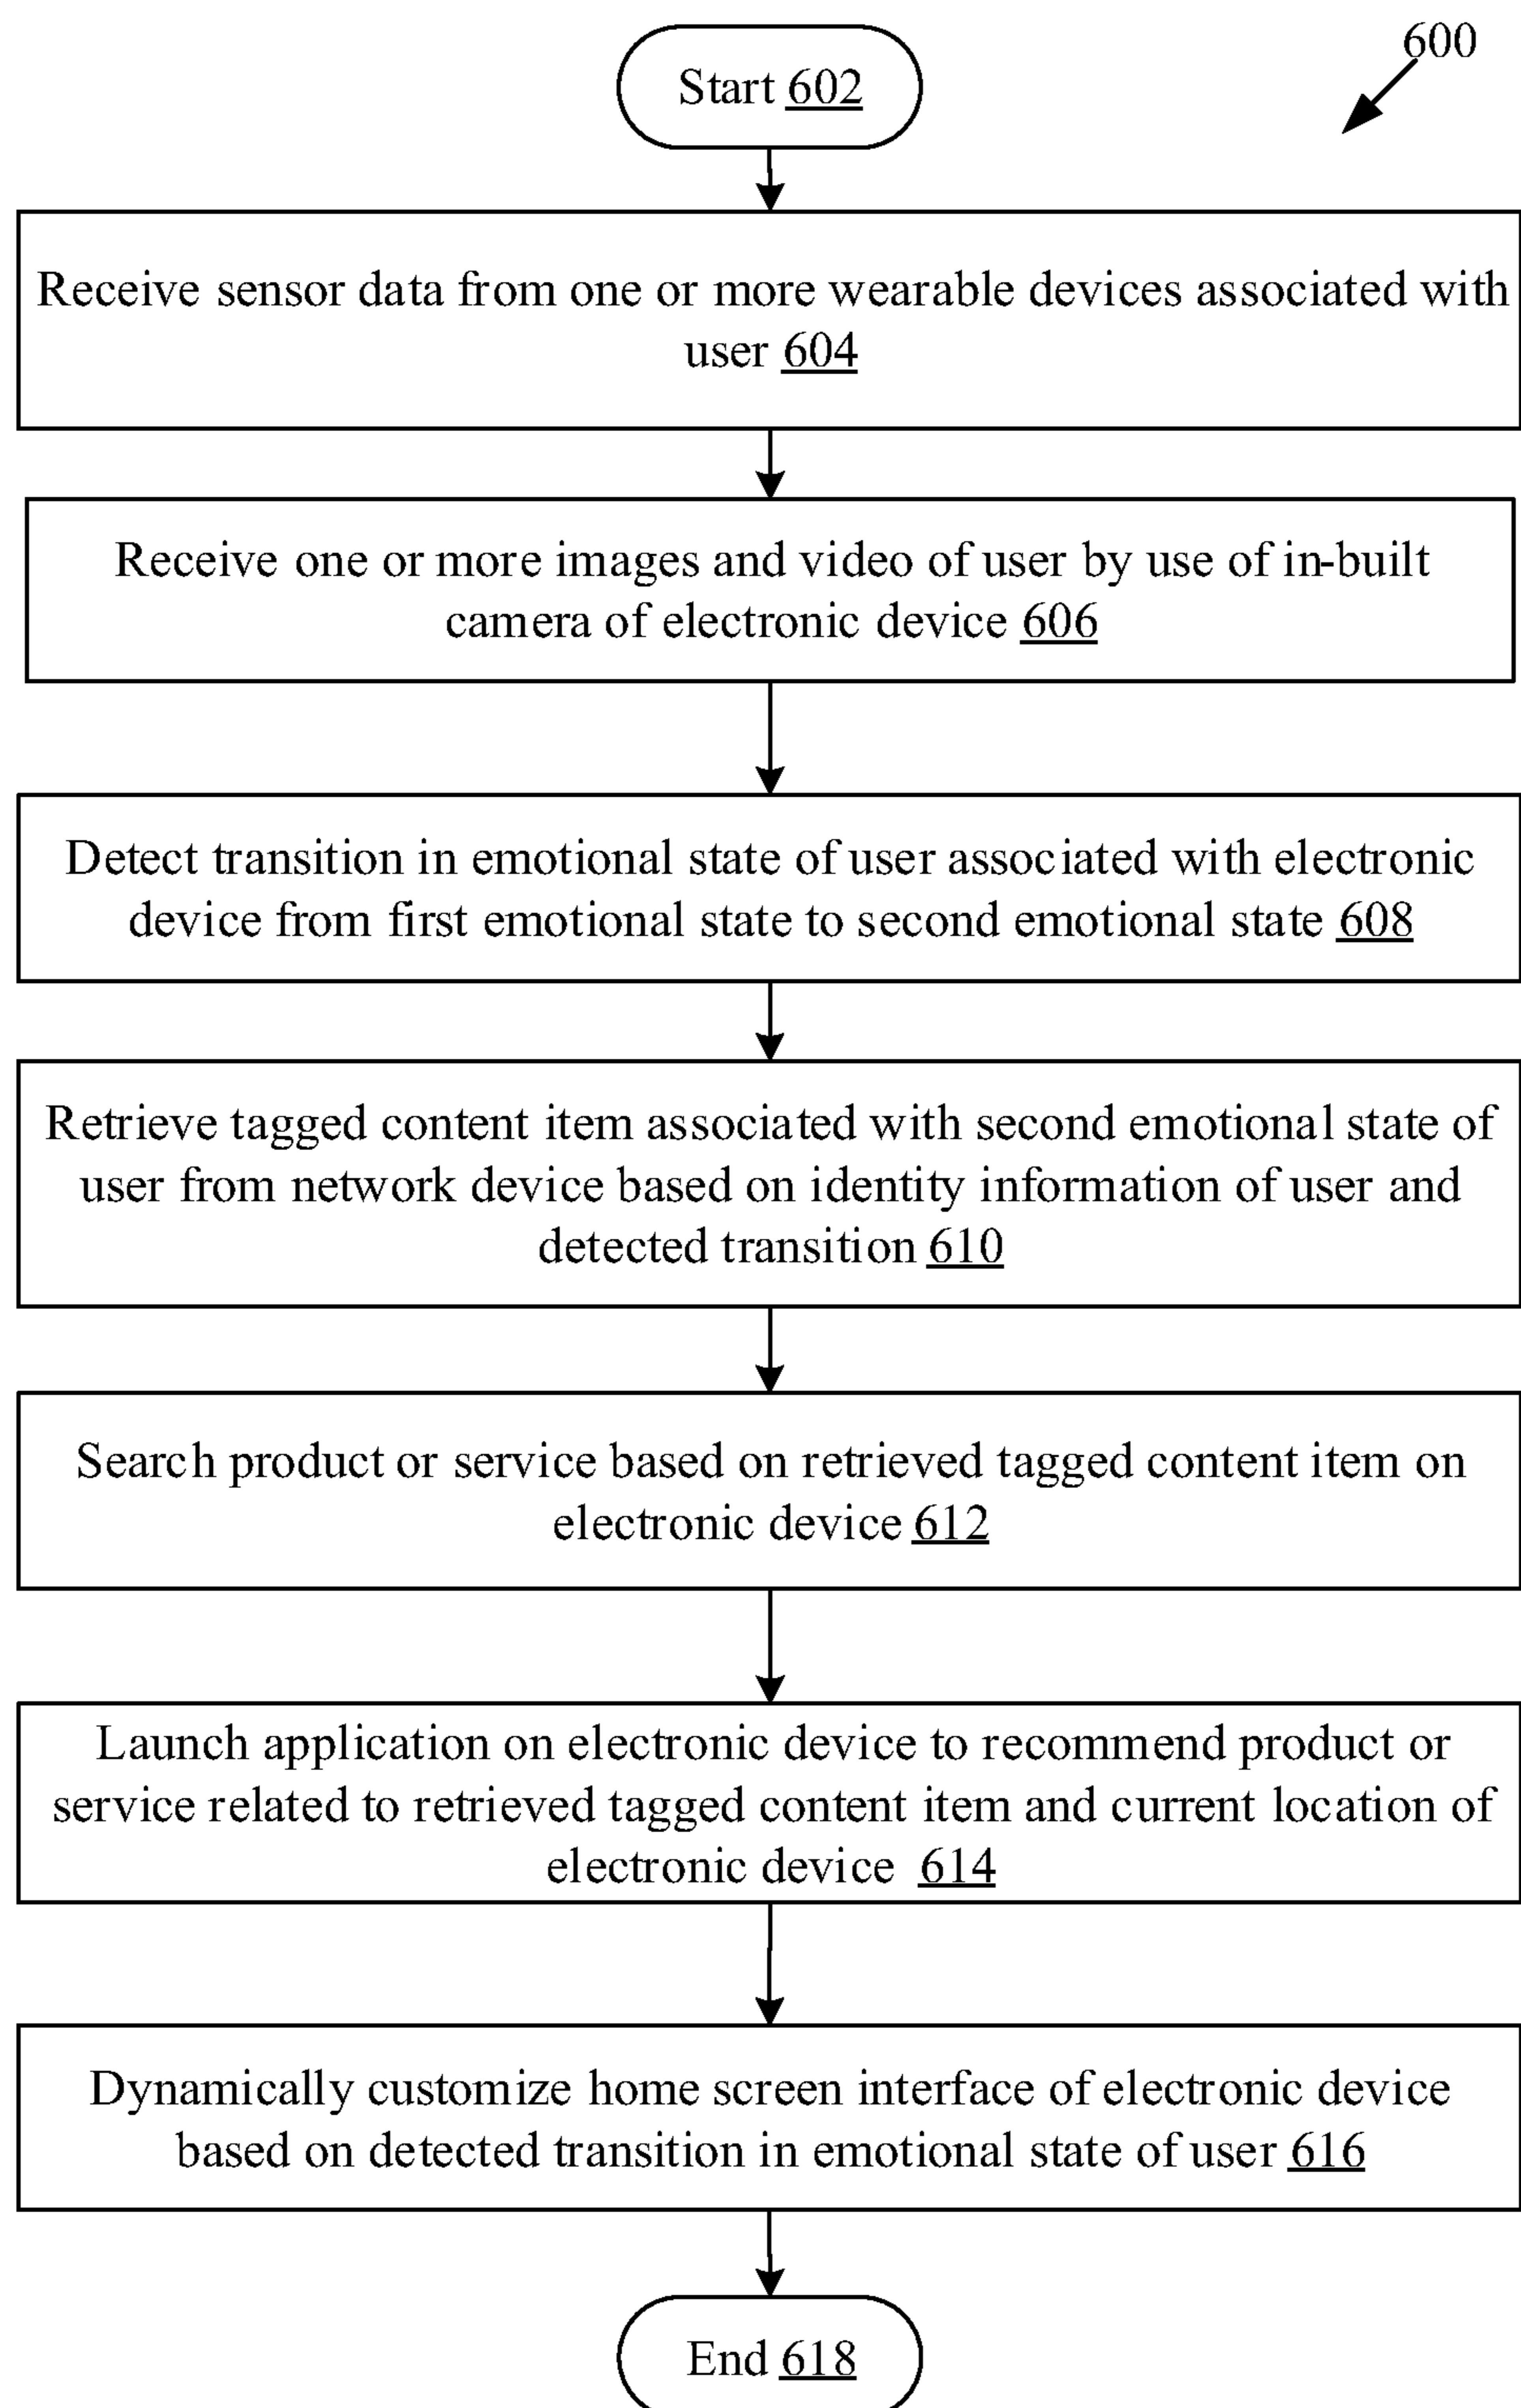 600
Start 602
Receive sensor data from one or more wearable devices associated with
user 604
Receive one or more images and video of user by use of in-built
camera of electronic device 606
Detect transition in emotional state of user associated with electronic
device from first emotional state to second emotional state 608
Retrieve tagged content item associated with second emotional state of
user from network device based on identity information of user and
detected transition 610
Search product or service based on retrieved tagged content item on
electronic device 612
Launch application on electronic device to recommend product or
service related to retrieved tagged content item and current location of
electronic device 614
Dynamically customize home screen interface of electronic device
based on detected transition in emotional state of user 616
End 618